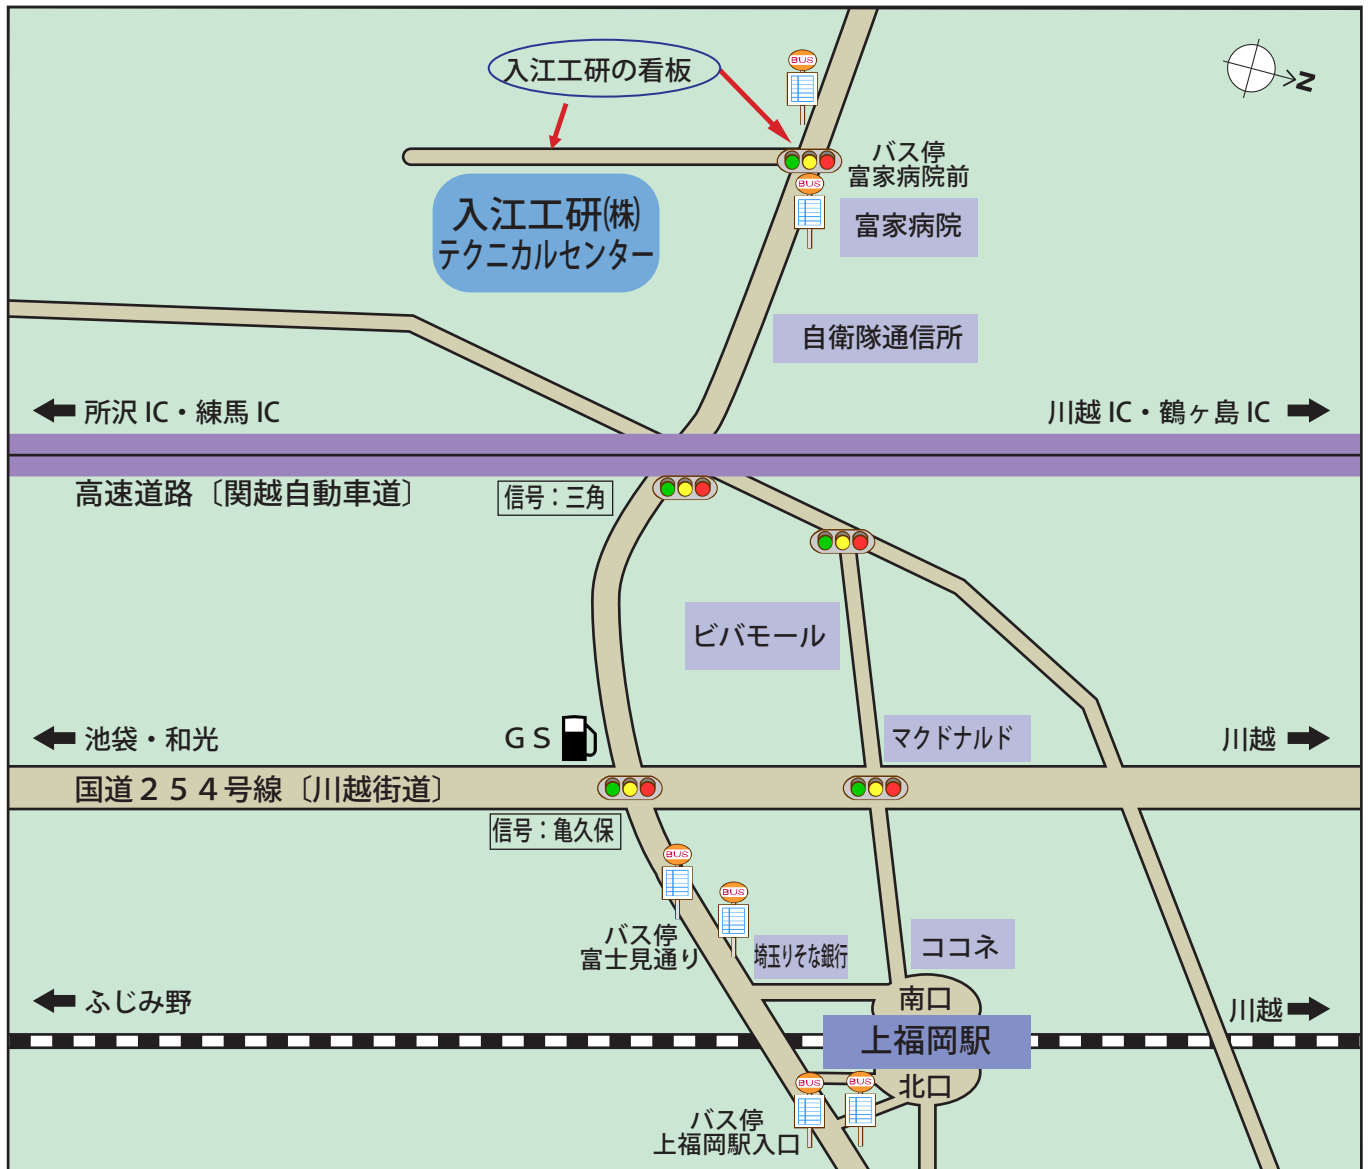 入江工研の看板
BUS
N
バス停
富家病院前
BUS
入江工研㈱
テクニカルセンター
富家病院
自衛隊通信所
所沢 IC・練馬 IC
川越 IC・鶴ヶ島 IC
高速道路〔関越自動車道〕
信号：三角
ビバモール
マクドナルド
池袋・和光
ＧＳ
川越
国道２５４号線〔川越街道〕
信号：亀久保
BUS
BUS
バス停
富士見通り
埼玉りそな銀行
ココネ
ふじみ野
南口
川越
上福岡駅
北口
BUS
BUS
バス停
上福岡駅入口